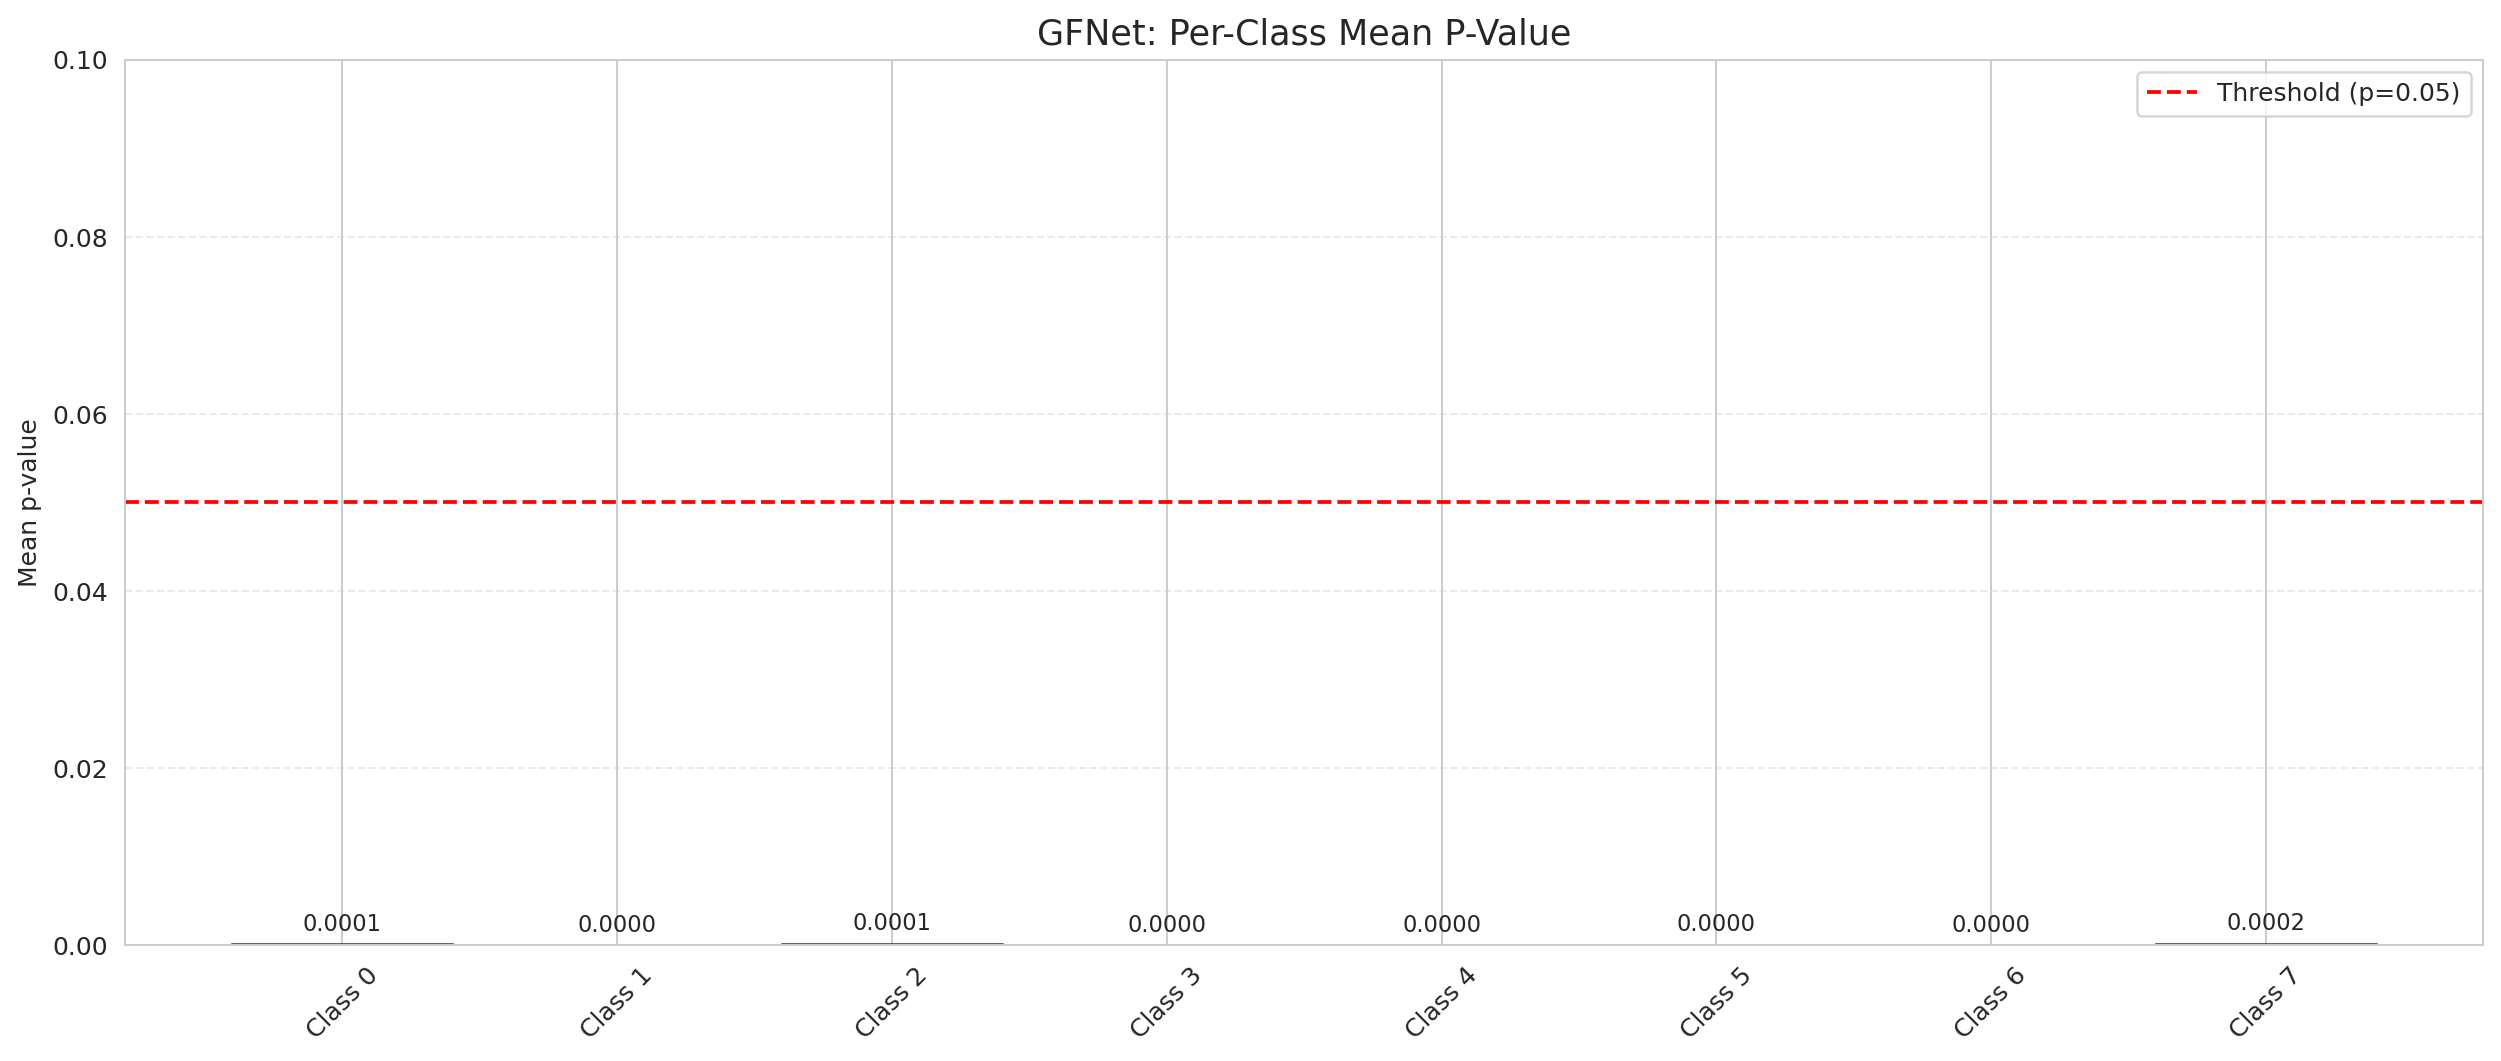 GFNet: Per-Class Mean P-Value
Threshold (p=0.05)
Mean p-value
0.10
0.08
0.06
0.04
0.02
0.00
0.0001
0.0000
0.0001
0.0000
0.0000
0.0000
0.0000
0.0002
Class 0
Class 1
Class 2
Class 3
Class 4
Class 5
Class 6
Class 7